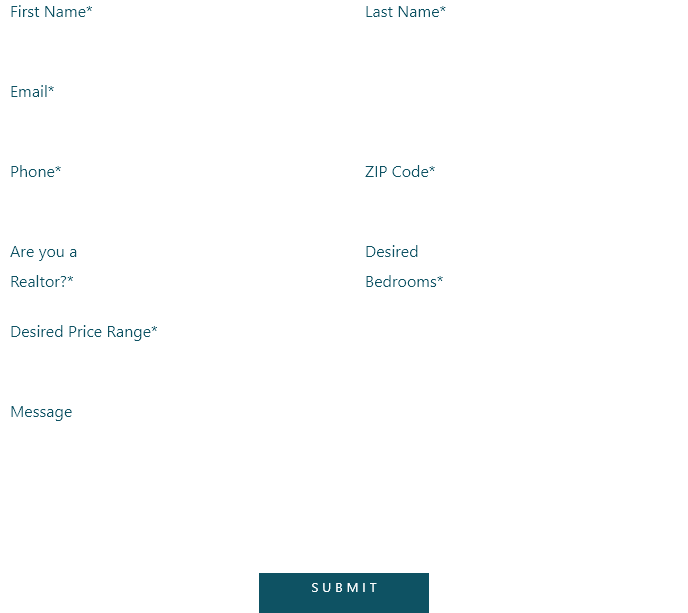 First Name*
Last Name*
Email*
Phone*
ZIP Code*
Are you a
Realtor?*
Desired
Bedrooms*
Desired Price Range*
Message
SUBMIT